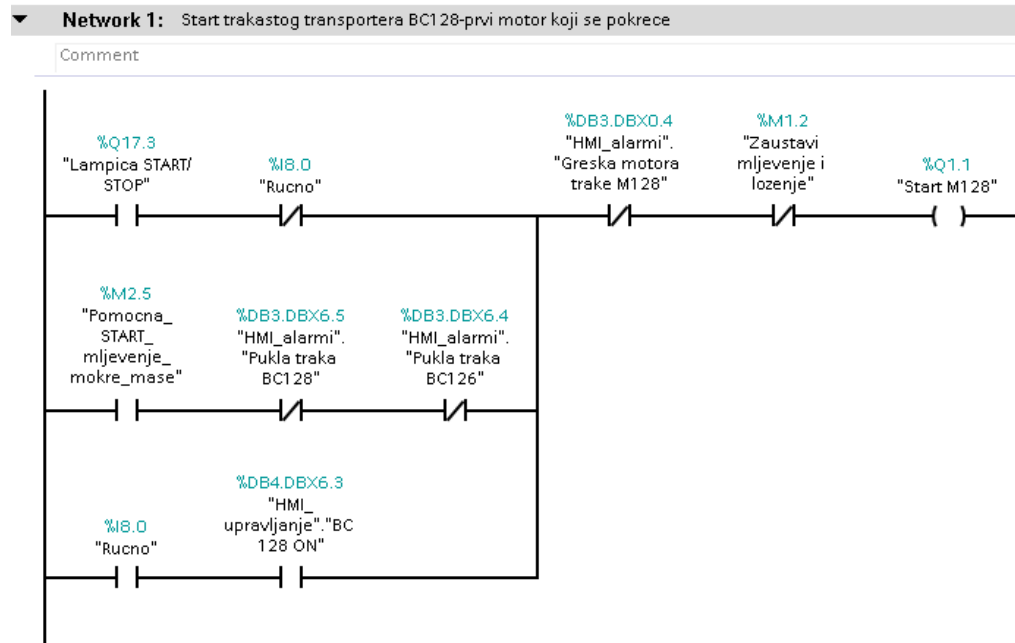 Network 1: Start trakastog transportera BC128-prvi motor koji se pokrece
Comment
%Q17.3
"Lampica START/
STOP"
%I8.0
"Rucno"
%DB3.DBX0.4
"HMI_alarmi".
"Greska motora
trake M128"
%M1.2
"Zaustavi
mljevenje i
lozenje"
%Q1.1
"Start M128"
%M2.5
"Pomocna_
START_
mljevenje_
mokre_mase"
%DB3.DBX6.5
"HMI_alarmi".
"Pukla traka
BC128"
%DB3.DBX6.4
"HMI_alarmi".
"Pukla traka
BC126"
%I8.0
"Rucno"
%DB4.DBX6.3
"HMI_
upravljanje"."BC
128 ON"